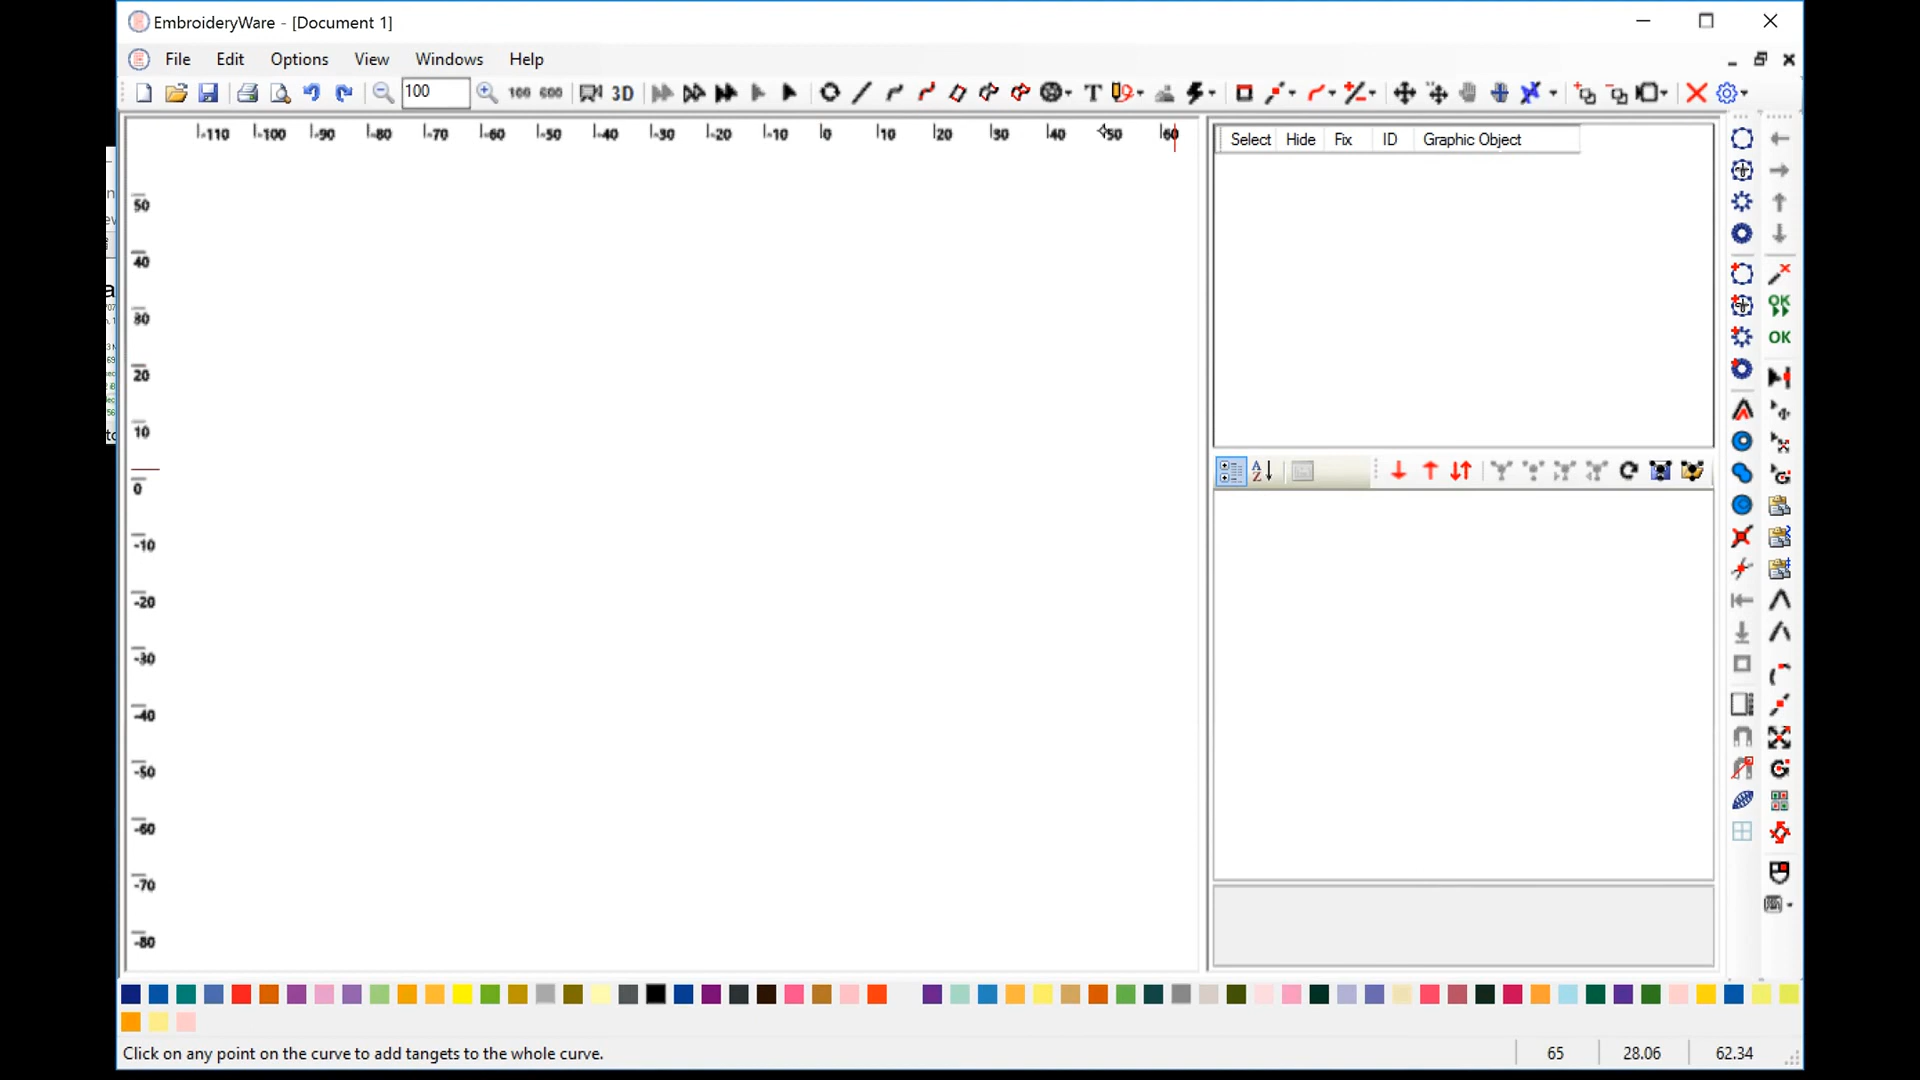 EmbroideryWare - [Document 1]
File Edit Options View Windows Help
100 100 600 3D T
-110 -100 -90 -80 -70 -60 -50 -40 -30 -20 -10 0 10 20 30 40 50 60
Select Hide Fix ID Graphic Object
50
40
30
20
10
0
-10
-20
-30
-40
-50
-60
-70
-80
A Z
OK
OK
Click on any point on the curve to add tangets to the whole curve.
65 28.06 62.34